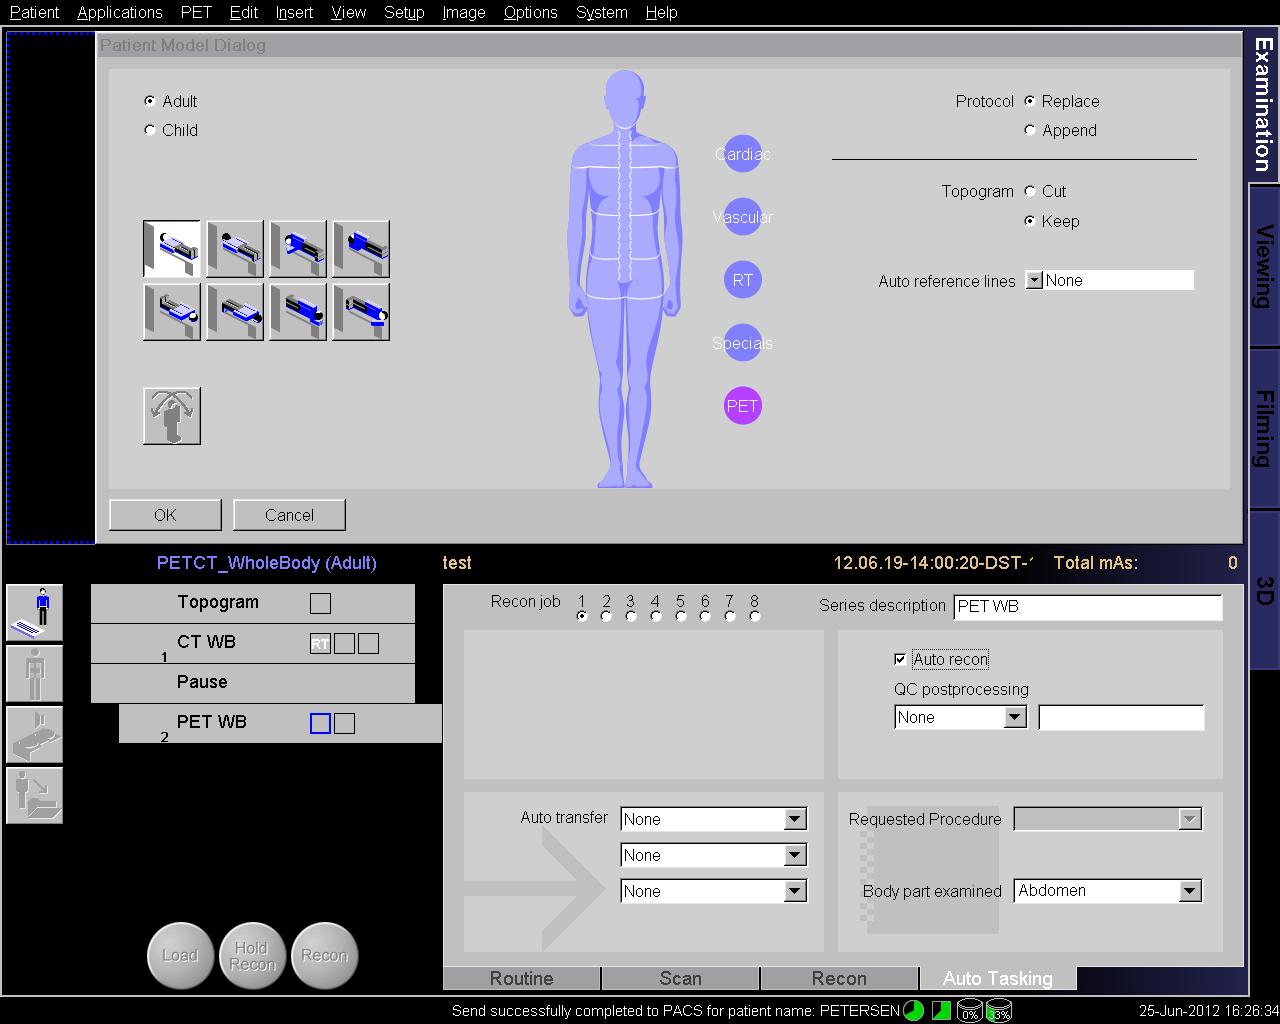 Patient Applications PET Edit Insert View Setup Image Options System Help
Patient Model Dialog
Adult
Child
Cardiac
Vascular
RT
Specials
PET
Protocol Replace
Append
Topogram Cut
Keep
Auto reference lines None
OK Cancel
Examination
Viewing
Filming
3D
PETCT_WholeBody (Adult) test 12.06.19-14:00:20-DST- Total mAs: 0
Topogram
1 CT WB RT
Pause
2 PET WB
Load Hold Recon Recon
Recon job 1 2 3 4 5 6 7 8
Series description PET WB
Auto recon
QC postprocessing
None
Auto transfer None
None
None
Requested Procedure
Body part examined Abdomen
Routine Scan Recon Auto Tasking
Send successfully completed to PACS for patient name: PETERSEN 0% 33% 25-Jun-2012 16:26:34